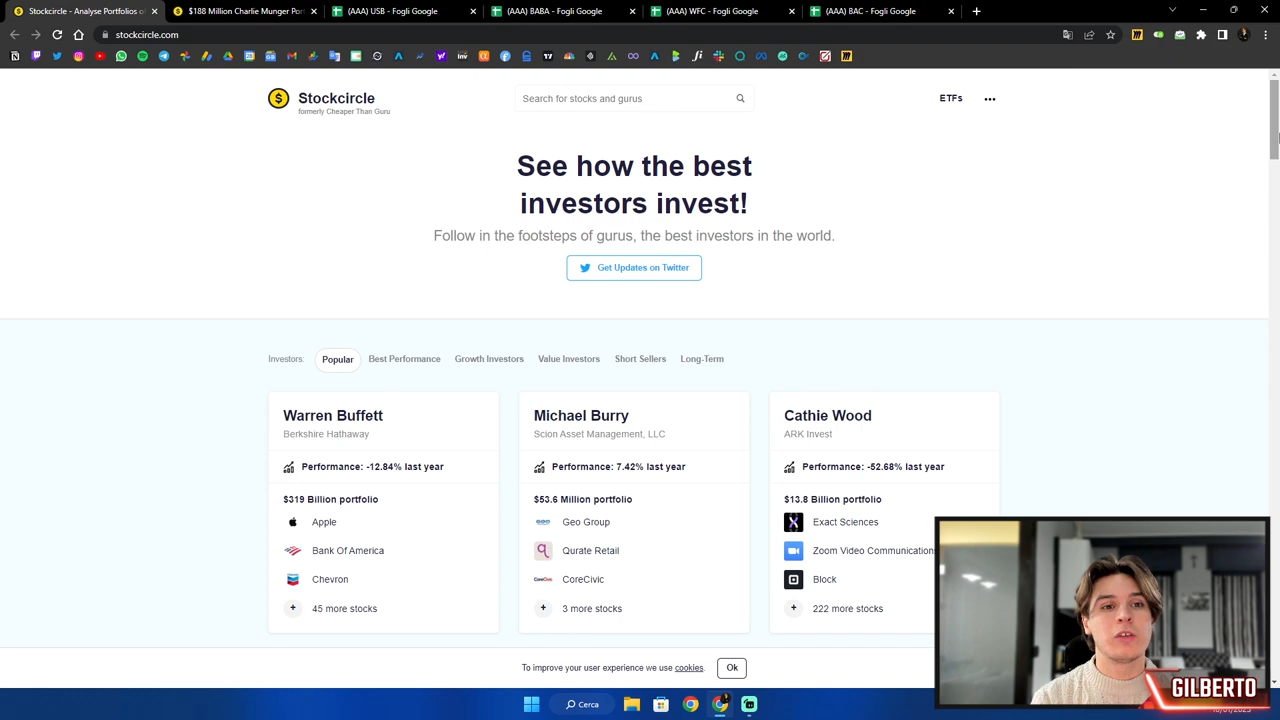 Stockcircle - Analyse Portfolios of
$188 Million Charlie Munger Port
(AAA) USB - Fogli Google
(AAA) BABA - Fogli Google
(AAA) WFC - Fogli Google
(AAA) BAC - Fogli Google
stockcircle.com
Stockcircle
formerly Cheaper Than Guru
Search for stocks and gurus
ETFs
See how the best
investors invest!
Follow in the footsteps of gurus, the best investors in the world.
Get Updates on Twitter
Investors:
Popular
Best Performance
Growth Investors
Value Investors
Short Sellers
Long-Term
Warren Buffett
Berkshire Hathaway
Performance: -12.84% last year
$319 Billion portfolio
Apple
Bank Of America
Chevron
45 more stocks
Michael Burry
Scion Asset Management, LLC
Performance: 7.42% last year
$53.6 Million portfolio
Geo Group
Qurate Retail
CoreCivic
3 more stocks
Cathie Wood
ARK Invest
Performance: -52.68% last year
$13.8 Billion portfolio
Exact Sciences
Zoom Video Communications
Block
222 more stocks
To improve your user experience we use cookies.
Ok
GILBERTO
Cerca